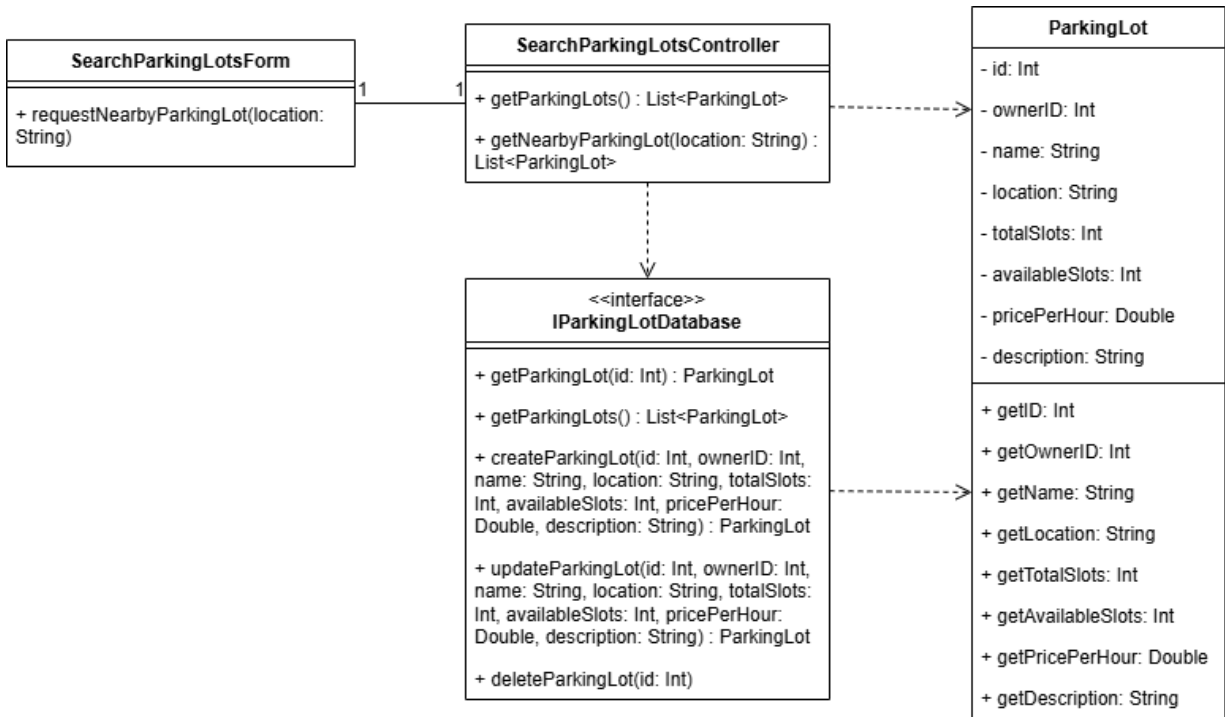 SearchParkingLotsForm
+ requestNearbyParkingLot(location:
String)
1
1
SearchParkingLotsController
+ getParkingLots() : List<ParkingLot>
+ getNearbyParkingLot(location: String) :
List<ParkingLot>
<<interface>>
IParkingLotDatabase
+ getParkingLot(id: Int) : ParkingLot
+ getParkingLots() : List<ParkingLot>
+ createParkingLot(id: Int, ownerID: Int,
name: String, location: String, totalSlots:
Int, availableSlots: Int, pricePerHour:
Double, description: String) : ParkingLot
+ updateParkingLot(id: Int, ownerID: Int,
name: String, location: String, totalSlots:
Int, availableSlots: Int, pricePerHour:
Double, description: String) : ParkingLot
+ deleteParkingLot(id: Int)
ParkingLot
- id: Int
- ownerID: Int
- name: String
- location: String
- totalSlots: Int
- availableSlots: Int
- pricePerHour: Double
- description: String
+ getID: Int
+ getOwnerID: Int
+ getName: String
+ getLocation: String
+ getTotalSlots: Int
+ getAvailableSlots: Int
+ getPricePerHour: Double
+ getDescription: String